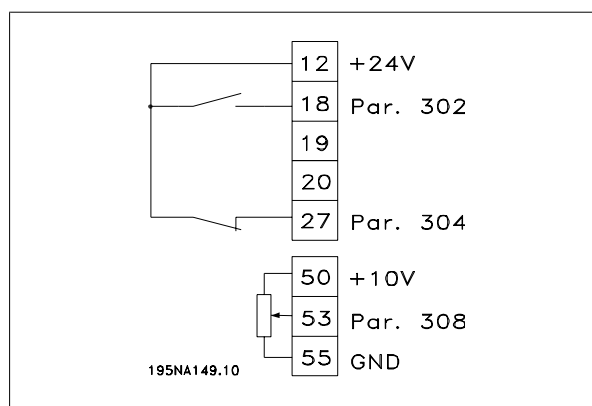 12 +24V
18 Par. 302
19
20
27 Par. 304
50 +10V
53 Par. 308
55 GND
195NA149.10